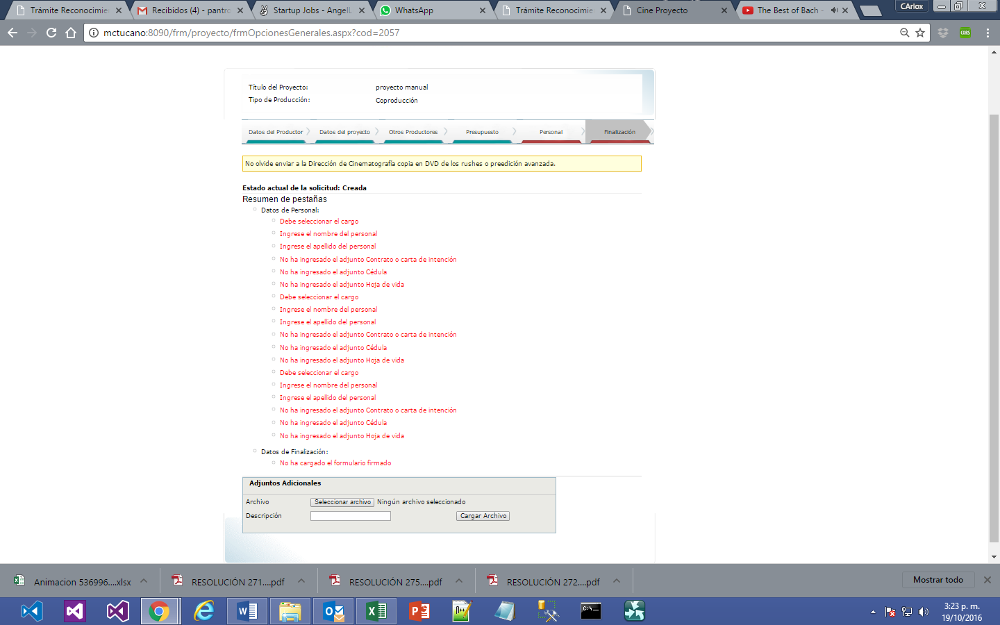 Trámite Reconocimie
Recibidos (4) - pantro
Startup Jobs - AngelL
WhatsApp
Trámite Reconocimie
Cine Proyecto
The Best of Bach -
CArlox
mctucano:8090/frm/proyecto/frmOpcionesGenerales.aspx?cod=2057
CORS
Título del Proyecto: proyecto manual
Tipo de Producción: Coproducción
Datos del Productor
Datos del proyecto
Otros Productores
Presupuesto
Personal
Finalización
No olvide enviar a la Dirección de Cinematografía copia en DVD de los rushes o preedición avanzada.
Estado actual de la solicitud: Creada
Resumen de pestañas
Datos de Personal:
Debe seleccionar el cargo
Ingrese el nombre del personal
Ingrese el apellido del personal
No ha ingresado el adjunto Contrato o carta de intención
No ha ingresado el adjunto Cédula
No ha ingresado el adjunto Hoja de vida
Debe seleccionar el cargo
Ingrese el nombre del personal
Ingrese el apellido del personal
No ha ingresado el adjunto Contrato o carta de intención
No ha ingresado el adjunto Cédula
No ha ingresado el adjunto Hoja de vida
Debe seleccionar el cargo
Ingrese el nombre del personal
Ingrese el apellido del personal
No ha ingresado el adjunto Contrato o carta de intención
No ha ingresado el adjunto Cédula
No ha ingresado el adjunto Hoja de vida
Datos de Finalización:
No ha cargado el formulario firmado
Adjuntos Adicionales
Archivo Seleccionar archivo Ningún archivo seleccionado
Descripción Cargar Archivo
Animacion 536996....xlsx
RESOLUCIÓN 271....pdf
RESOLUCIÓN 275....pdf
RESOLUCIÓN 272....pdf
Mostrar todo
3:23 p. m.
19/10/2016